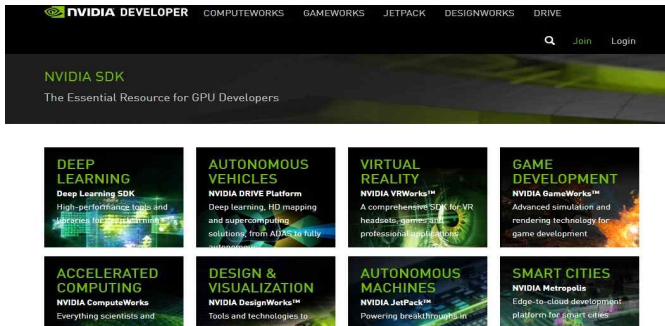 NVIDIA DEVELOPER COMPUTEWORKS GAMEWORKS JETPACK DESIGNWORKS DRIVE
Join Login
NVIDIA SDK
The Essential Resource for GPU Developers
DEEP
LEARNING
Deep Learning SDK
High-performance tools and
libraries for deep learning
AUTONOMOUS
VEHICLES
NVIDIA DRIVE Platform
Deep learning, HD mapping
and supercomputing
solutions, from ADAS to fully
autonomous
VIRTUAL
REALITY
NVIDIA VRWorks™
A comprehensive SDK for VR
headsets, games and
professional applications
GAME
DEVELOPMENT
NVIDIA GameWorks™
Advanced simulation and
rendering technology for
game development
ACCELERATED
COMPUTING
NVIDIA ComputeWorks
Everything scientists and
DESIGN &
VISUALIZATION
NVIDIA DesignWorks™
Tools and technologies to
AUTONOMOUS
MACHINES
NVIDIA JetPack™
Powering breakthroughs in
SMART CITIES
NVIDIA Metropolis
Edge-to-cloud development
platform for smart cities